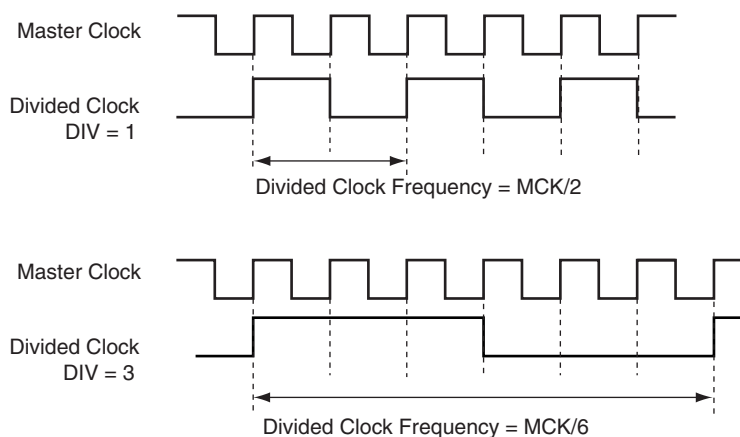 Master Clock
Divided Clock
DIV = 1
Divided Clock Frequency = MCK/2
Master Clock
Divided Clock
DIV = 3
Divided Clock Frequency = MCK/6